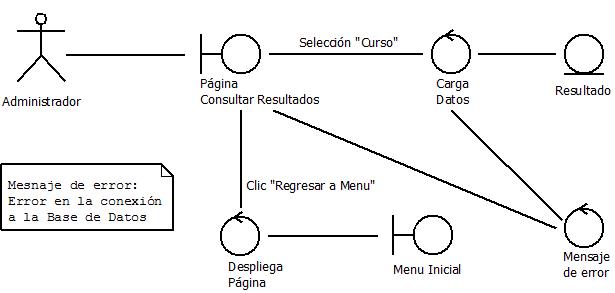 Selección "Curso"
Administrador
Página
Consultar Resultados
Carga
Datos
Resultado
Mesnaje de error:
Error en la conexión
a la Base de Datos
Clic "Regresar a Menu"
Despliega
Página
Menu Inicial
Mensaje
de error